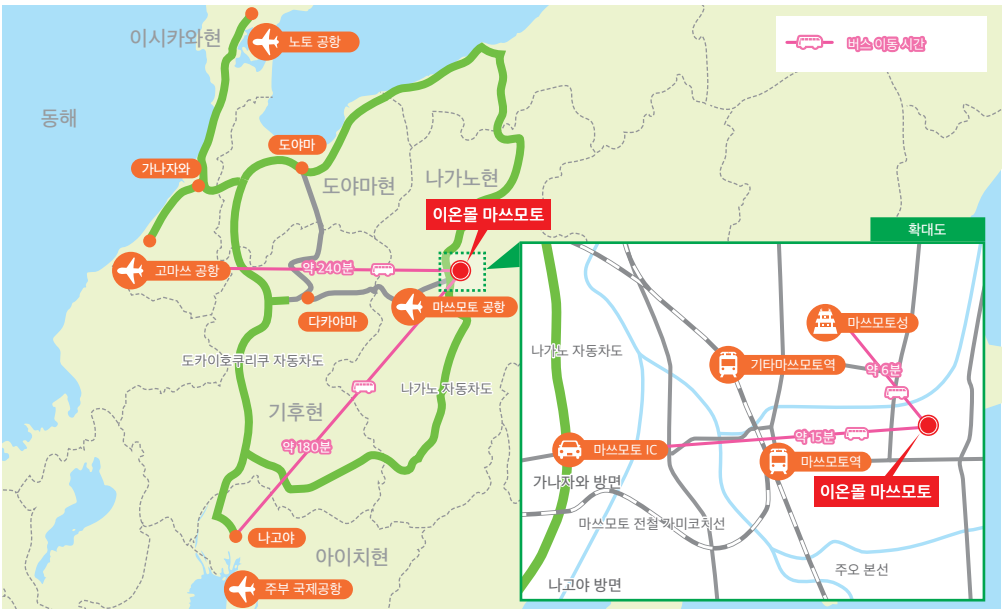 이시카와현
노토 공항
버스 이동 시간
동해
도야마
가나자와
도야마현
나가노현
이온몰 마쓰모토
확대도
고마쓰 공항
약 240분
마쓰모토 공항
다카야마
도카이호쿠리쿠 자동차도
나가노 자동차도
기후현
약 180분
나고야
아이치현
주부 국제공항
마쓰모토성
나가노 자동차도
기타마쓰모토역
약 6분
약 15분
마쓰모토 IC
마쓰모토역
가나자와 방면
이온몰 마쓰모토
마쓰모토 전철 카미코치선
주오 본선
나고야 방면